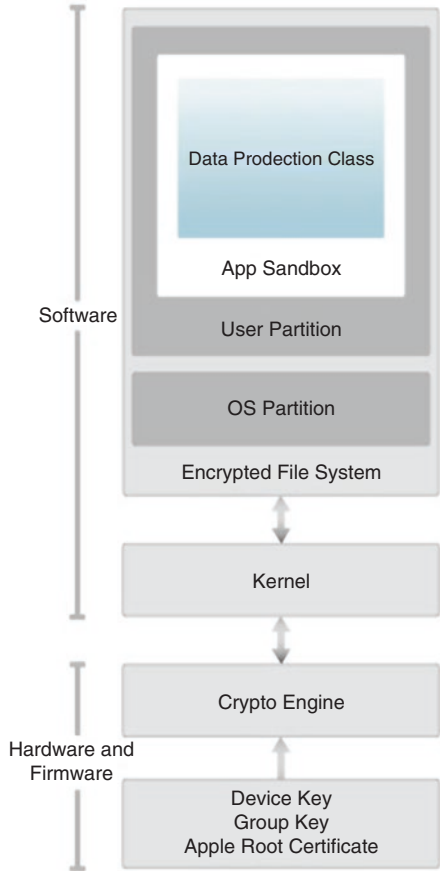 Data Prodection Class
App Sandbox
User Partition
OS Partition
Encrypted File System
Software
Kernel
Crypto Engine
Hardware and
Firmware
Device Key
Group Key
Apple Root Certificate